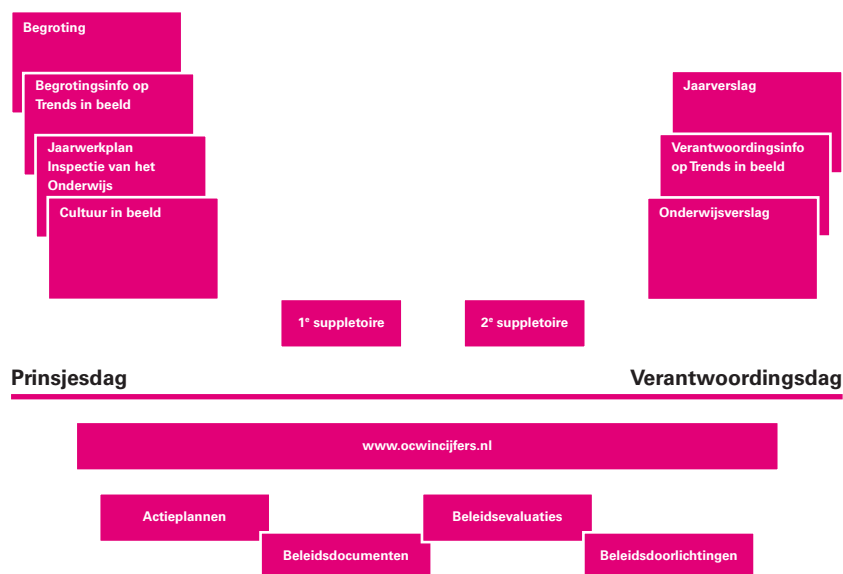 Begroting
Begrotingsinfo op
Trends in beeld
Jaarwerkplan
Inspectie van het
Onderwijs
Cultuur in beeld
Jaarverslag
Verantwoordingsinfo
op Trends in beeld
Onderwijsverslag
1e suppletoire
2e suppletoire
Prinsjesdag
Verantwoordingsdag
www.ocwincijfers.nl
Actieplannen
Beleidsevaluaties
Beleidsdocumenten
Beleidsdoorlichtingen